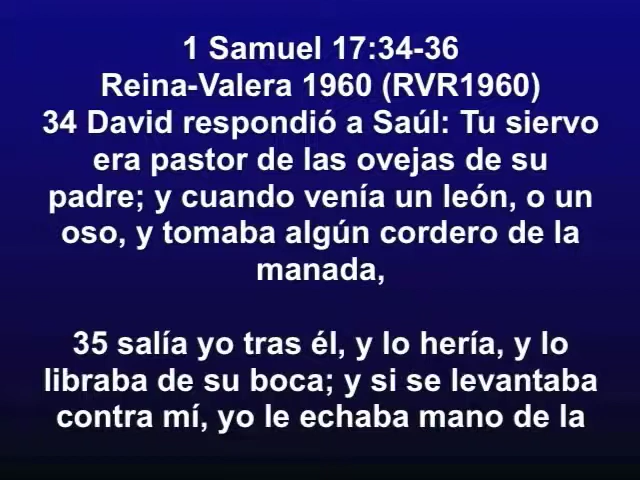 1 Samuel 17:34-36
Reina-Valera 1960 (RVR1960)
34 David respondió a Saúl: Tu siervo
era pastor de las ovejas de su
padre; y cuando venía un león, o un
oso, y tomaba algún cordero de la
manada,
35 salía yo tras él, y lo hería, y lo
libraba de su boca; y si se levantaba
contra mí, yo le echaba mano de la